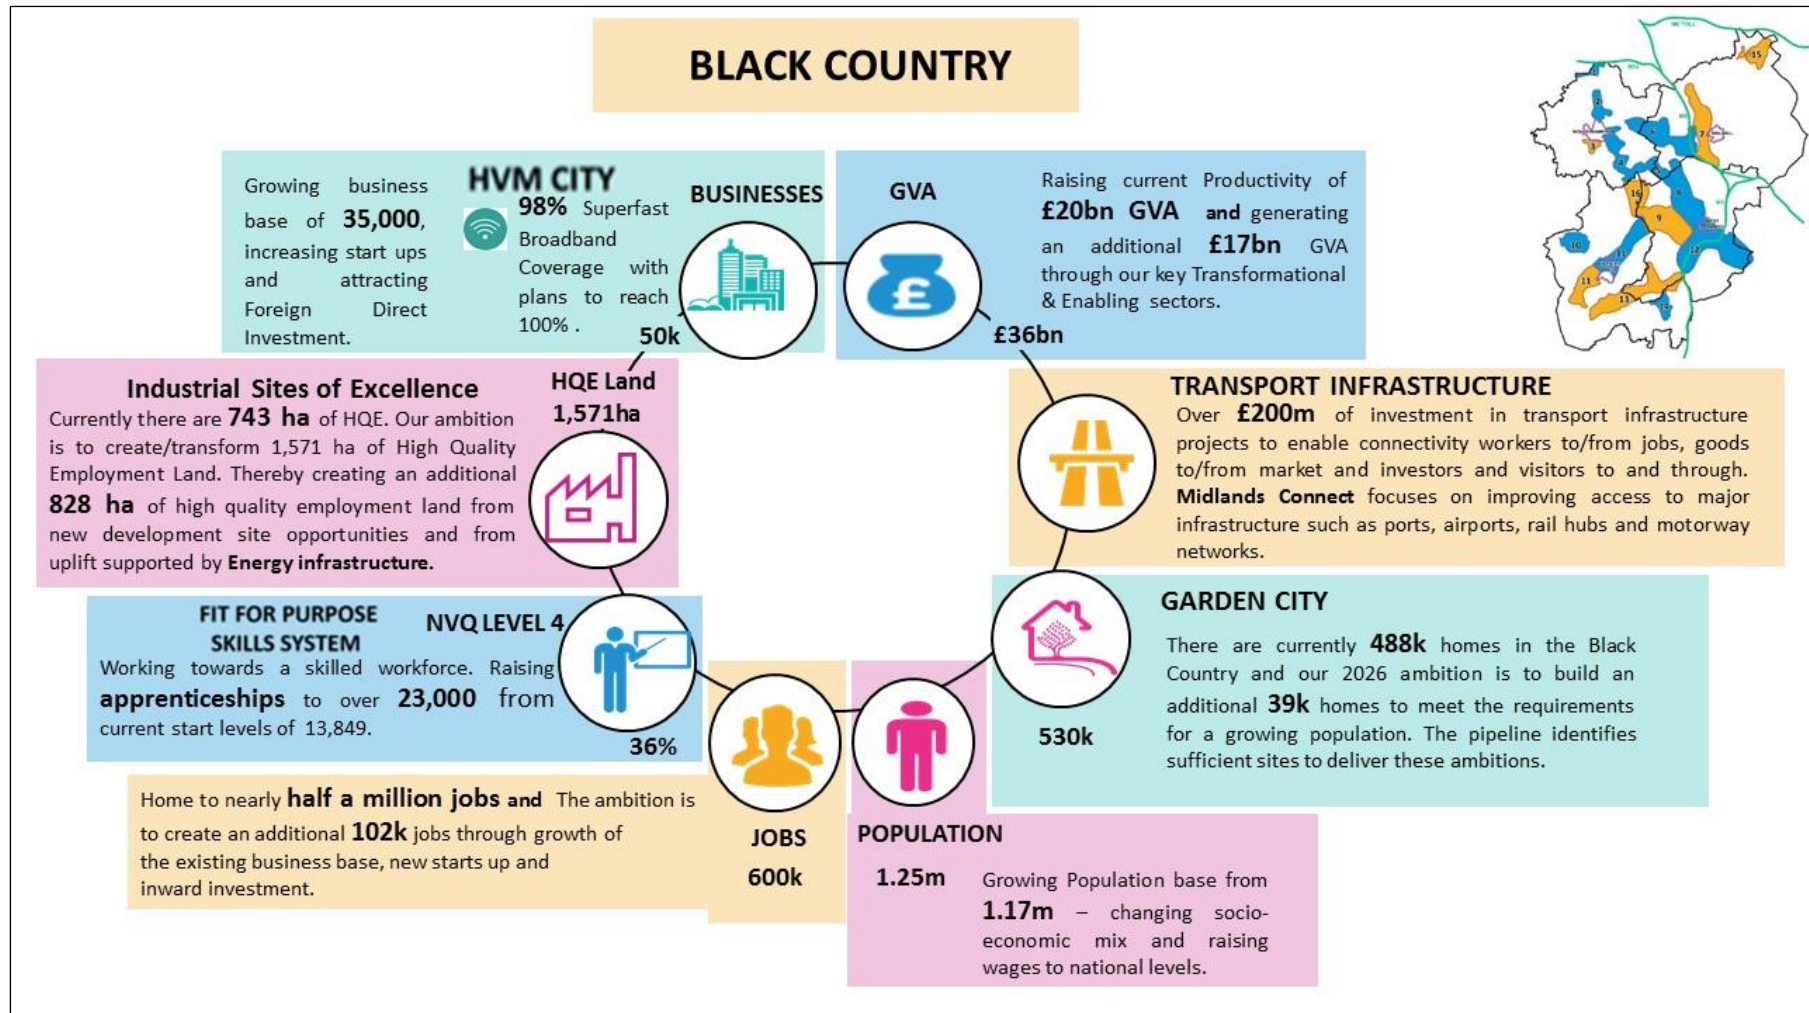 BLACK COUNTRY
Growing business
base of 35,000,
increasing start ups
and attracting
Foreign Direct
Investment.
HVM CITY
98% Superfast
Broadband
Coverage with
plans to reach
100% .
BUSINESSES
50k
GVA
£
£36bn
Raising current Productivity of
£20bn GVA and generating
an additional £17bn GVA
through our key Transformational
& Enabling sectors.
15
2
3
6
7
8
16
9
10
11
12
11
13
Industrial Sites of Excellence
Currently there are 743 ha of HQE. Our ambition
is to create/transform 1,571 ha of High Quality
Employment Land. Thereby creating an additional
828 ha of high quality employment land from
new development site opportunities and from
uplift supported by Energy infrastructure.
HQE Land
1,571ha
TRANSPORT INFRASTRUCTURE
Over £200m of investment in transport infrastructure
projects to enable connectivity workers to/from jobs, goods
to/from market and investors and visitors to and through.
Midlands Connect focuses on improving access to major
infrastructure such as ports, airports, rail hubs and motorway
networks.
FIT FOR PURPOSE
SKILLS SYSTEM
NVQ LEVEL 4
Working towards a skilled workforce. Raising
apprenticeships to over 23,000 from
current start levels of 13,849.
36%
GARDEN CITY
There are currently 488k homes in the Black
Country and our 2026 ambition is to build an
additional 39k homes to meet the requirements
for a growing population. The pipeline identifies
sufficient sites to deliver these ambitions.
530k
Home to nearly half a million jobs and The ambition is
to create an additional 102k jobs through growth of
the existing business base, new starts up and
inward investment.
JOBS
600k
POPULATION
1.25m
Growing Population base from
1.17m – changing socio-
economic mix and raising
wages to national levels.